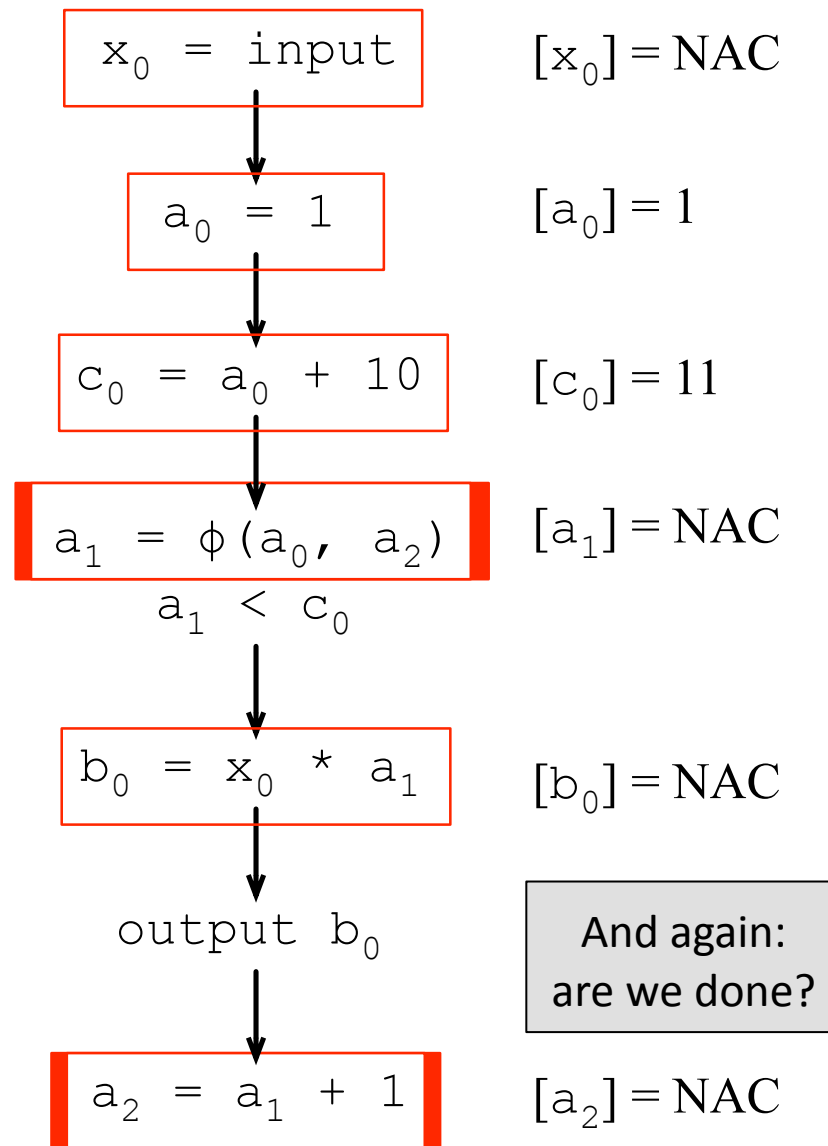 x₀ = input [x₀] = NAC
a₀ = 1 [a₀] = 1
c₀ = a₀ + 10 [c₀] = 11
a₁ = ϕ(a₀, a₂) [a₁] = NAC
a₁ < c₀
b₀ = x₀ * a₁ [b₀] = NAC
output b₀
And again:
are we done?
a₂ = a₁ + 1 [a₂] = NAC